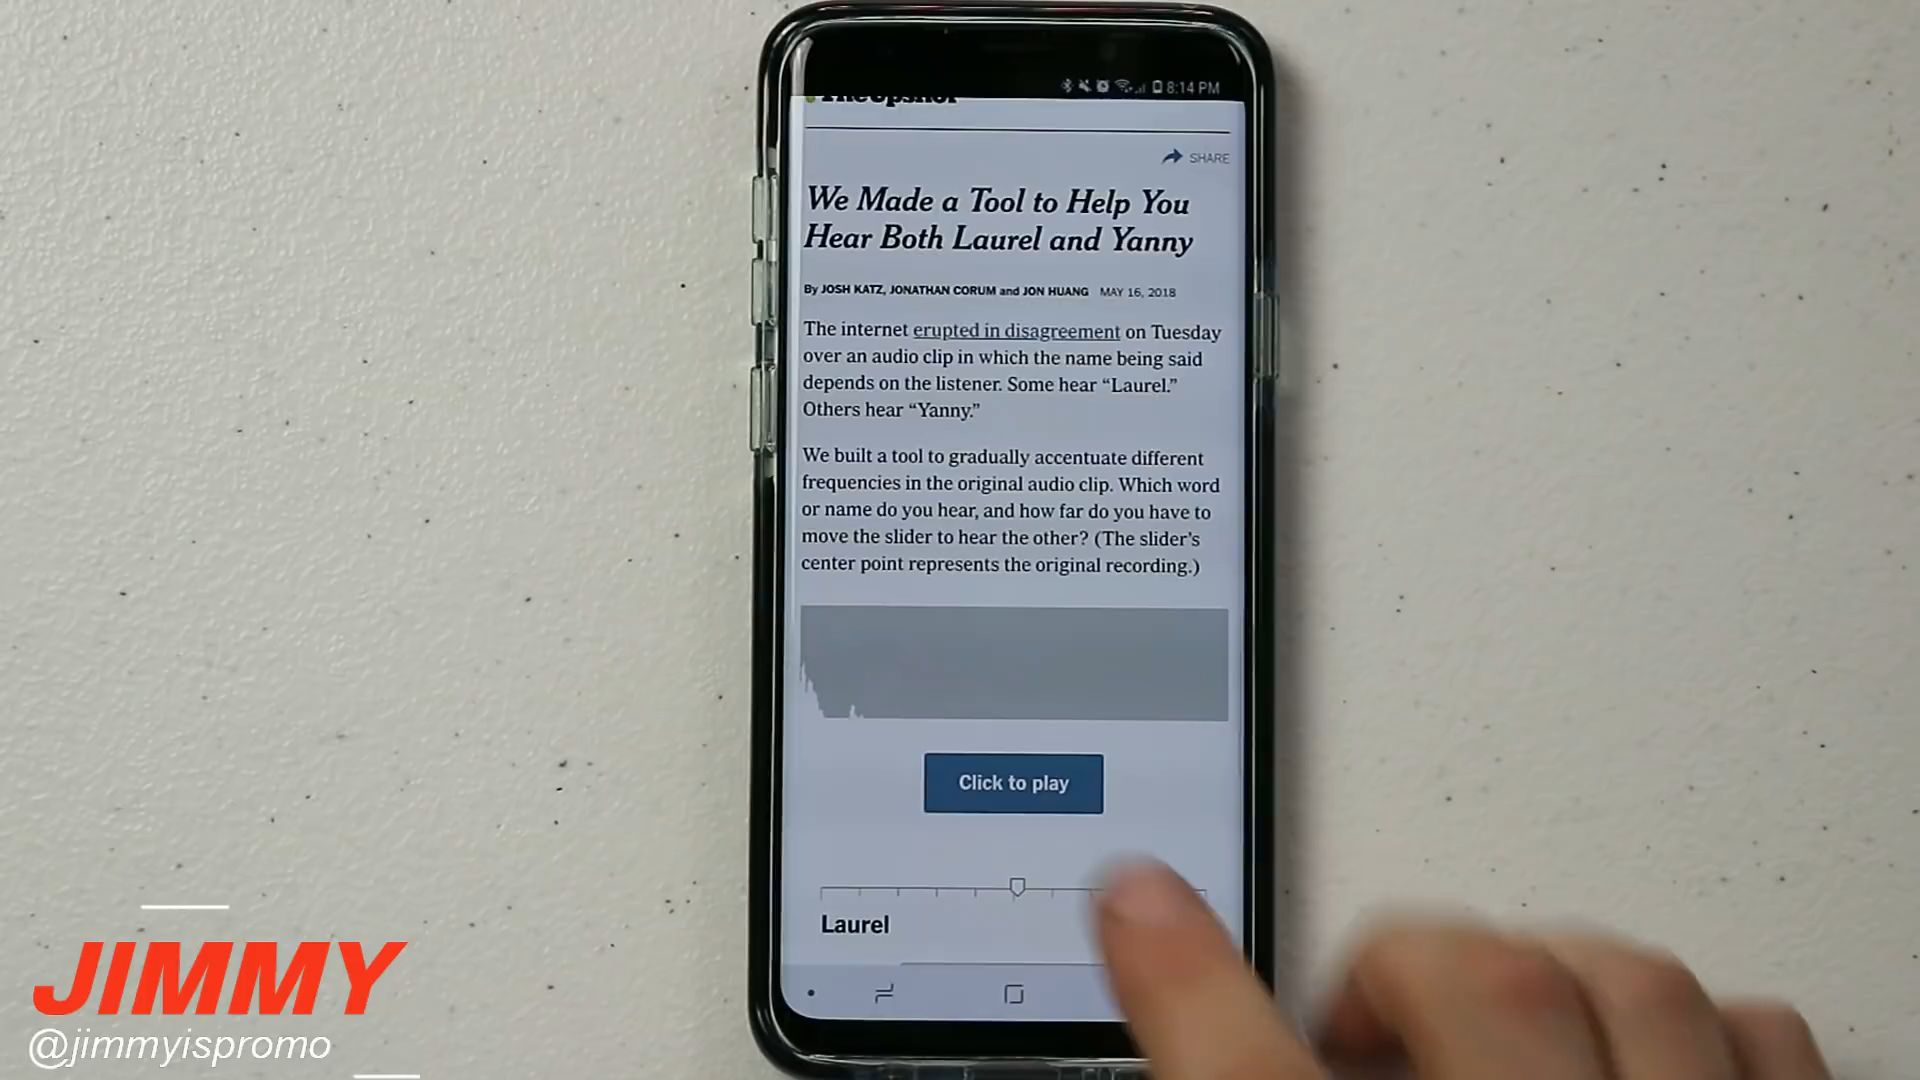 8:14 PM
TheUpshot
SHARE
We Made a Tool to Help You
Hear Both Laurel and Yanny
By JOSH KATZ, JONATHAN CORUM and JON HUANG MAY 16, 2018
The internet erupted in disagreement on Tuesday
over an audio clip in which the name being said
depends on the listener. Some hear “Laurel.”
Others hear “Yanny.”
We built a tool to gradually accentuate different
frequencies in the original audio clip. Which word
or name do you hear, and how far do you have to
move the slider to hear the other? (The slider’s
center point represents the original recording.)
Click to play
Laurel
JIMMY
@jimmyispromo